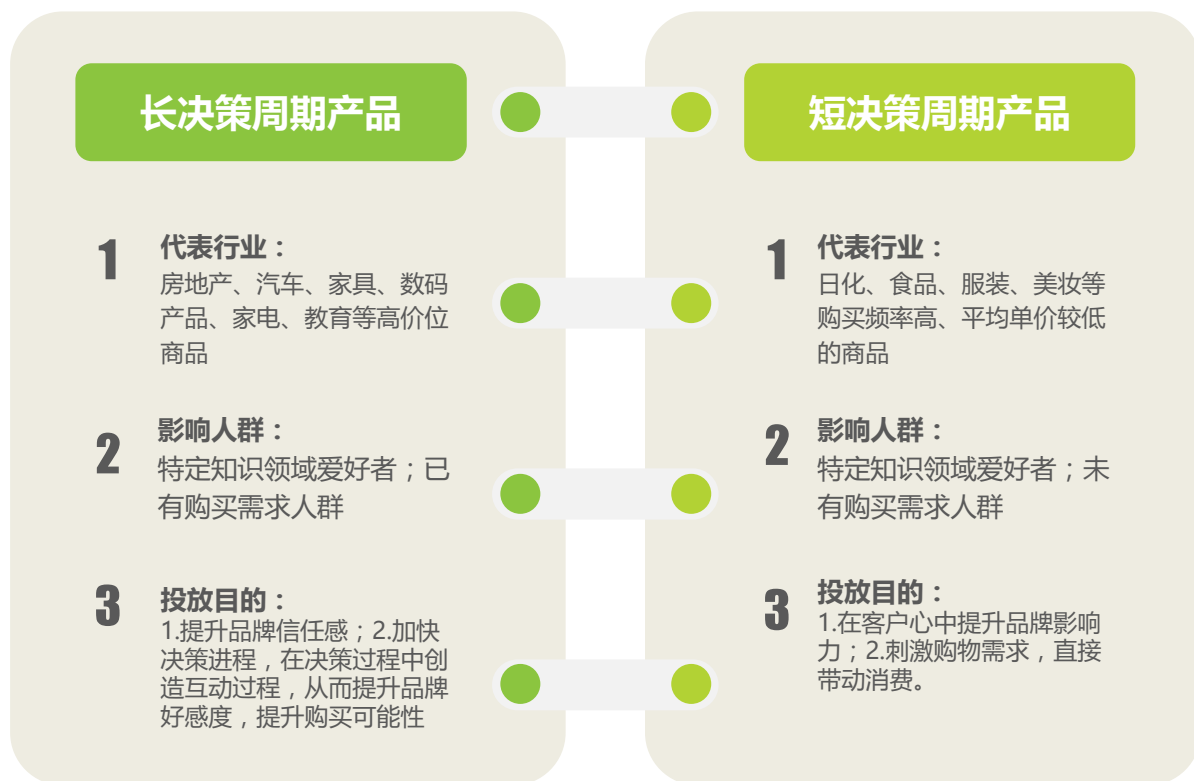 长决策周期产品
1
代表行业：
房地产、汽车、家具、数码
产品、家电、教育等高价位
商品
2
影响人群：
特定知识领域爱好者；已
有购买需求人群
3
投放目的：
1.提升品牌信任感；2.加快
决策进程，在决策过程中创
造互动过程，从而提升品牌
好感度，提升购买可能性
短决策周期产品
1
代表行业：
日化、食品、服装、美妆等
购买频率高、平均单价较低
的商品
2
影响人群：
特定知识领域爱好者；未
有购买需求人群
3
投放目的：
1.在客户心中提升品牌影响
力；2.刺激购物需求，直接
带动消费。